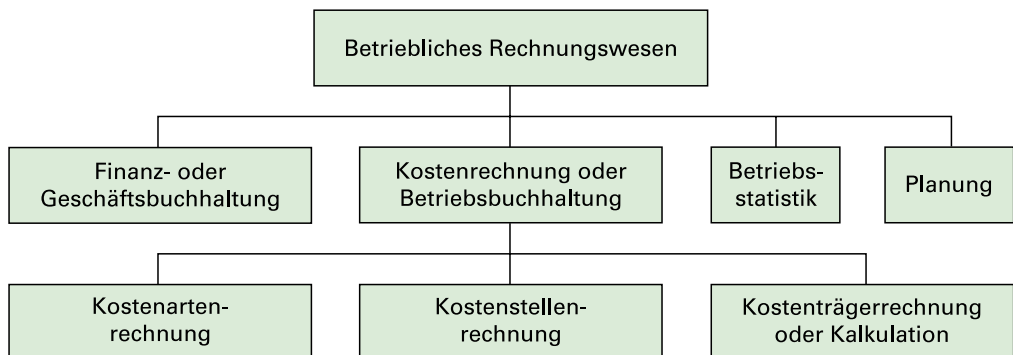 Betriebliches Rechnungswesen
Finanz- oder
Geschäftsbuchhaltung
Kostenrechnung oder
Betriebsbuchhaltung
Betriebs-
statistik
Planung
Kostenarten-
rechnung
Kostenstellen-
rechnung
Kostenträgerrechnung
oder Kalkulation